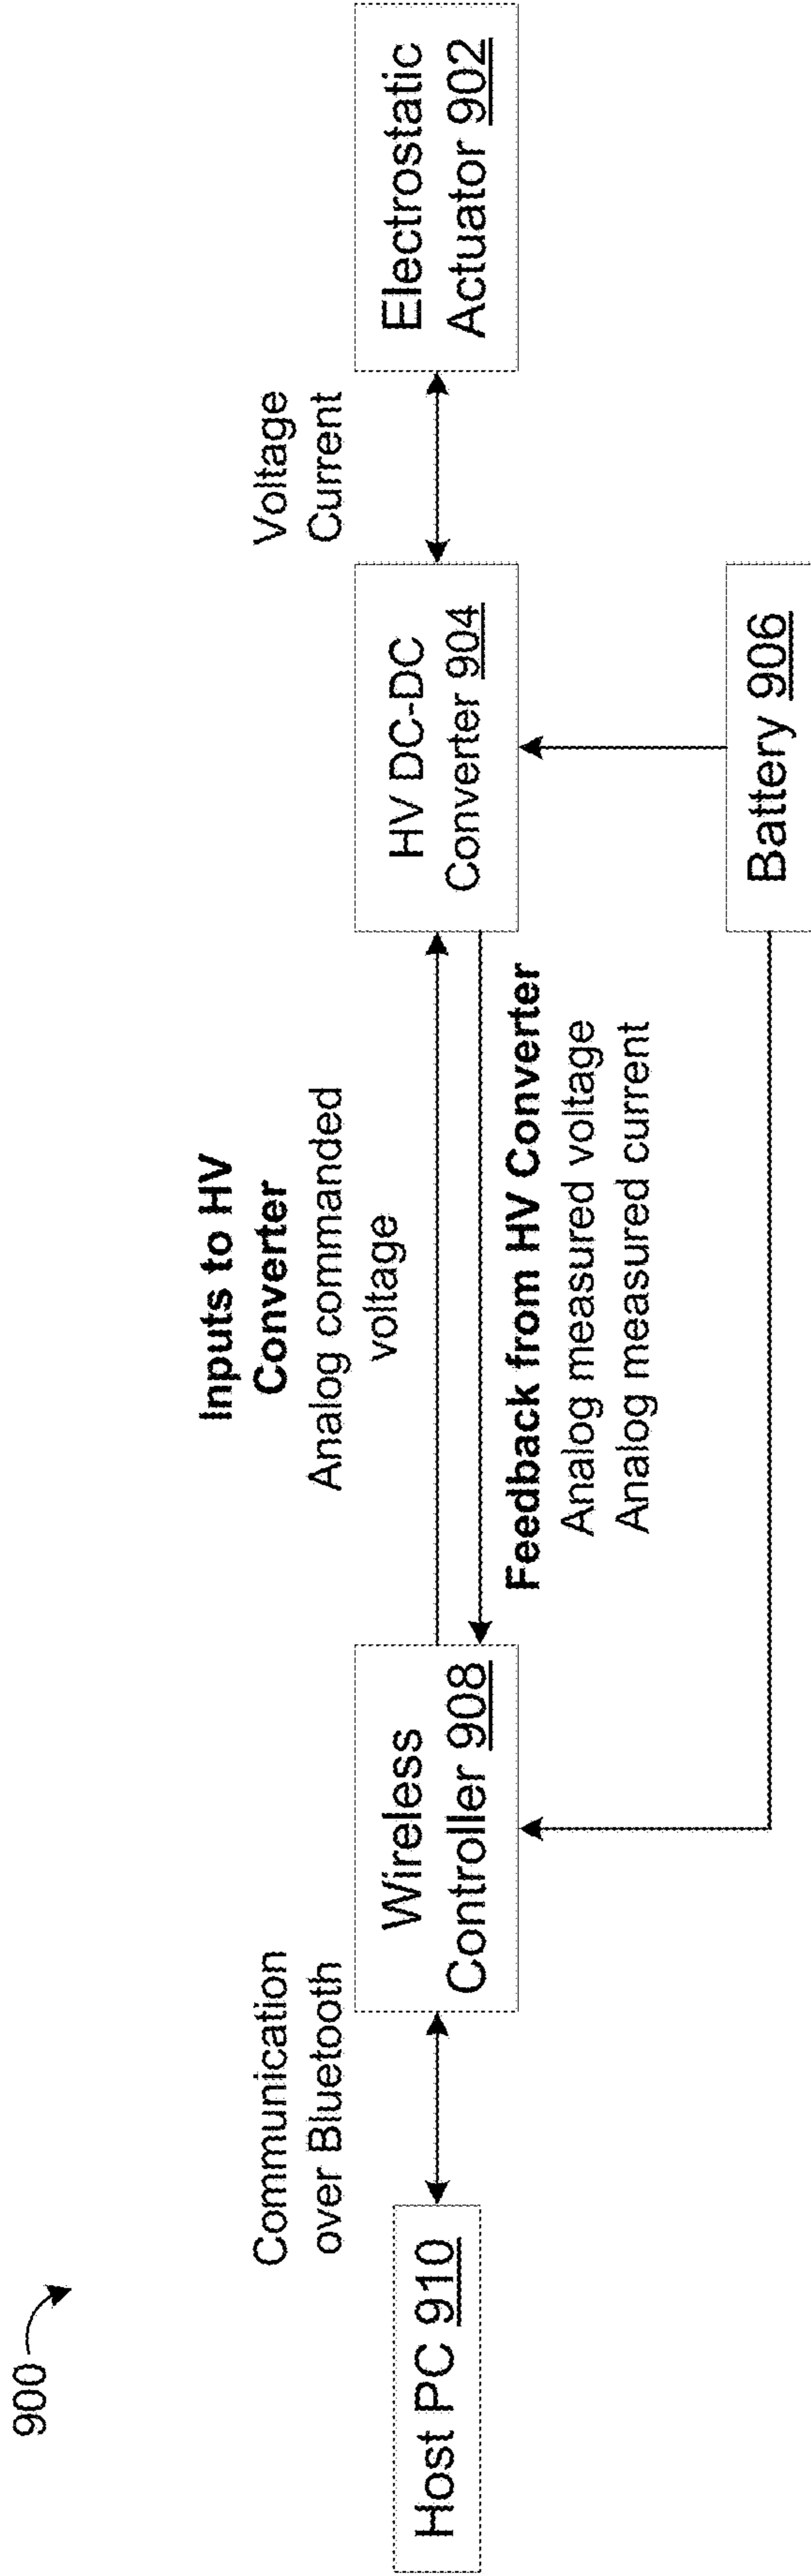 900
Host PC 910
Communication
over Bluetooth
Wireless
Controller 908
Inputs to HV
Converter
Analog commanded
voltage
Feedback from HV Converter
Analog measured voltage
Analog measured current
HV DC-DC
Converter 904
Battery 906
Voltage
Current
Electrostatic
Actuator 902